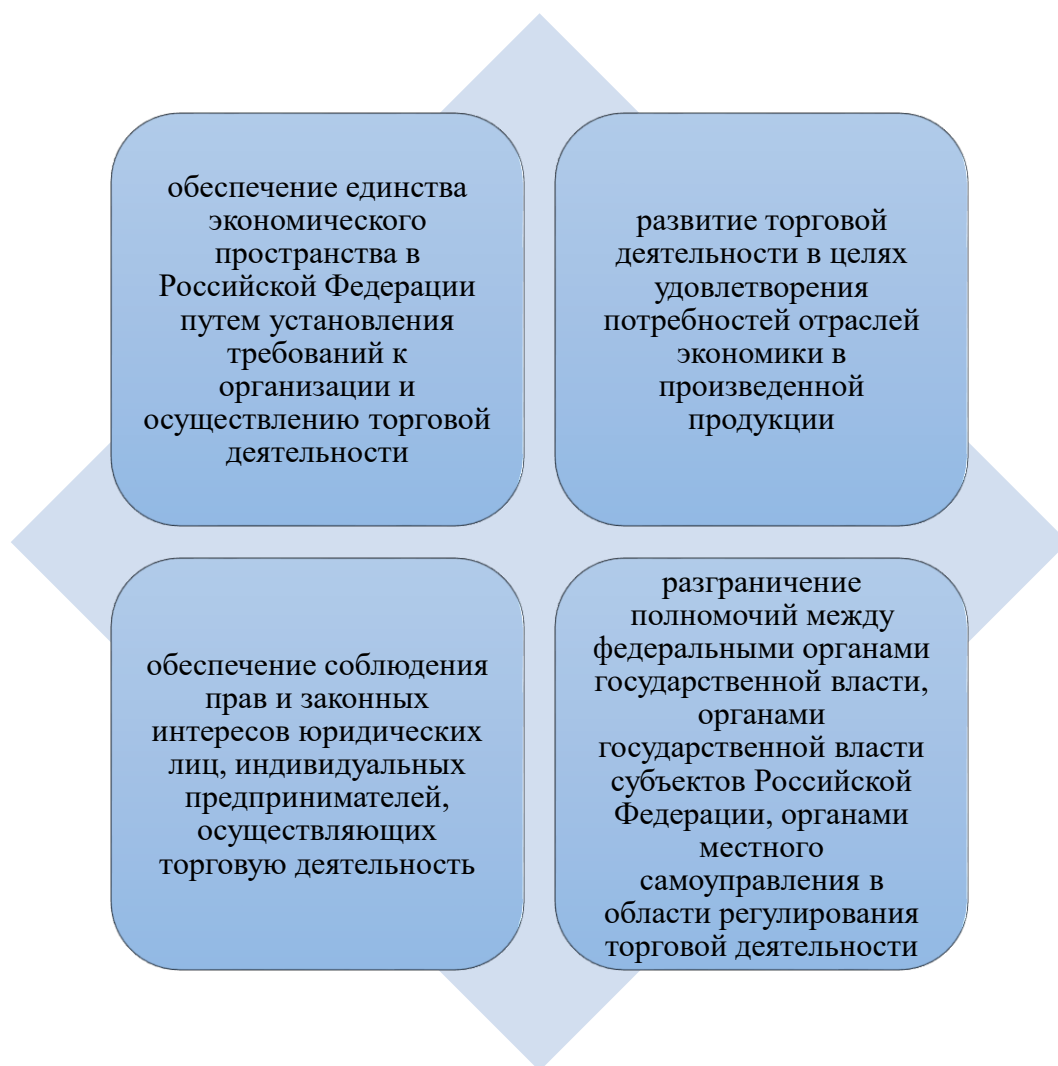 обеспечение единства
экономического
пространства в
Российской Федерации
путем установления
требований к
организации и
осуществлению торговой
деятельности
развитие торговой
деятельности в целях
удовлетворения
потребностей отраслей
экономики в
произведенной
продукции
обеспечение соблюдения
прав и законных
интересов юридических
лиц, индивидуальных
предпринимателей,
осуществляющих
торговую деятельность
разграничение
полномочий между
федеральными органами
государственной власти,
органами
государственной власти
субъектов Российской
Федерации, органами
местного
самоуправления в
области регулирования
торговой деятельности